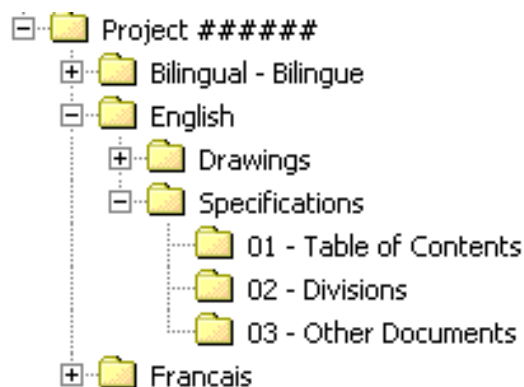 Project ######
Bilingual - Bilingue
English
Drawings
Specifications
01 - Table of Contents
02 - Divisions
03 - Other Documents
Francais